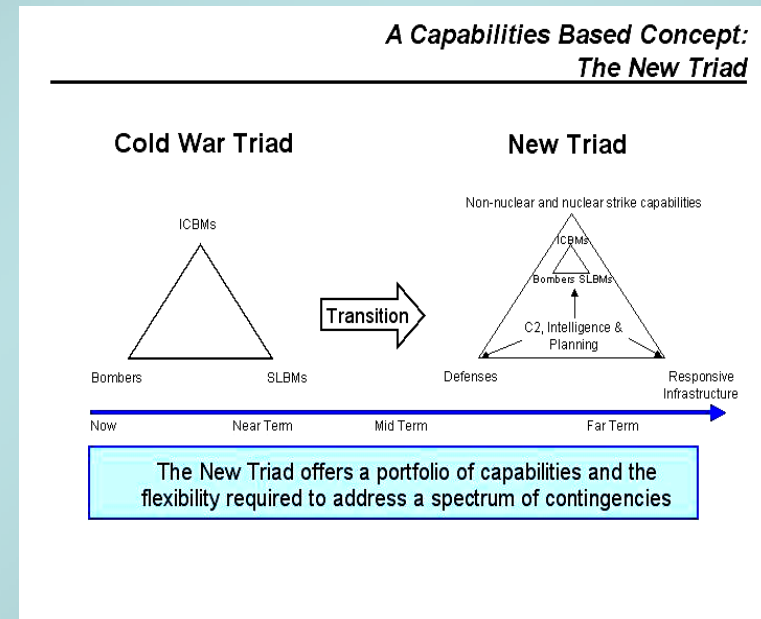 A Capabilities Based Concept:
The New Triad
Cold War Triad
New Triad
ICBMs
Bombers
SLBMs
Transition
Non-nuclear and nuclear strike capabilities
ICBMs
Bombers SLBMs
C2, Intelligence &
Planning
Defenses
Responsive
Infrastructure
Now
Near Term
Mid Term
Far Term
The New Triad offers a portfolio of capabilities and the
flexibility required to address a spectrum of contingencies